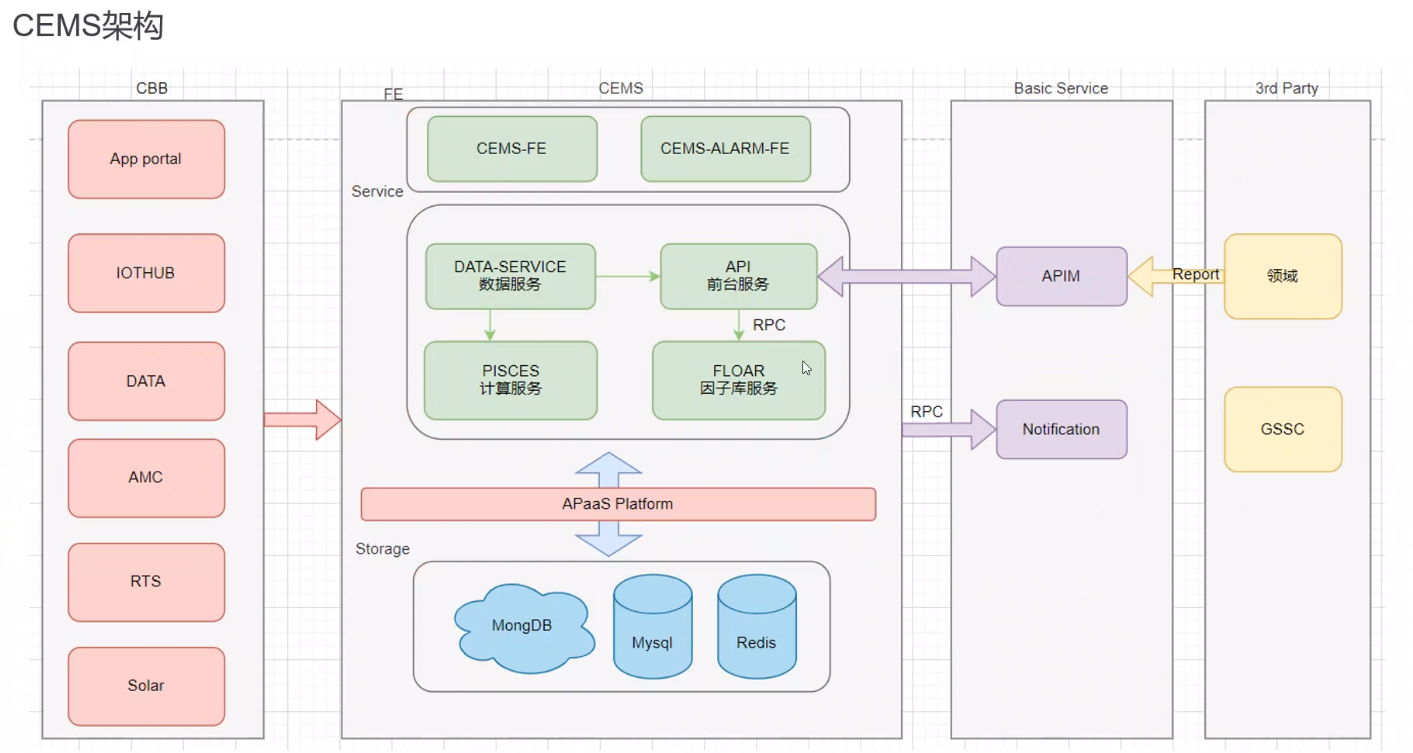 CEMS架构
CBB
App portal
IOTHUB
DATA
AMC
RTS
Solar
FE
CEMS
CEMS-FE
CEMS-ALARM-FE
Service
DATA-SERVICE
数据服务
API
前台服务
RPC
PISCES
计算服务
FLOAR
因子库服务
APaaS Platform
Storage
MongDB
Mysql
Redis
RPC
Basic Service
APIM
Notification
3rd Party
Report
领域
GSSC